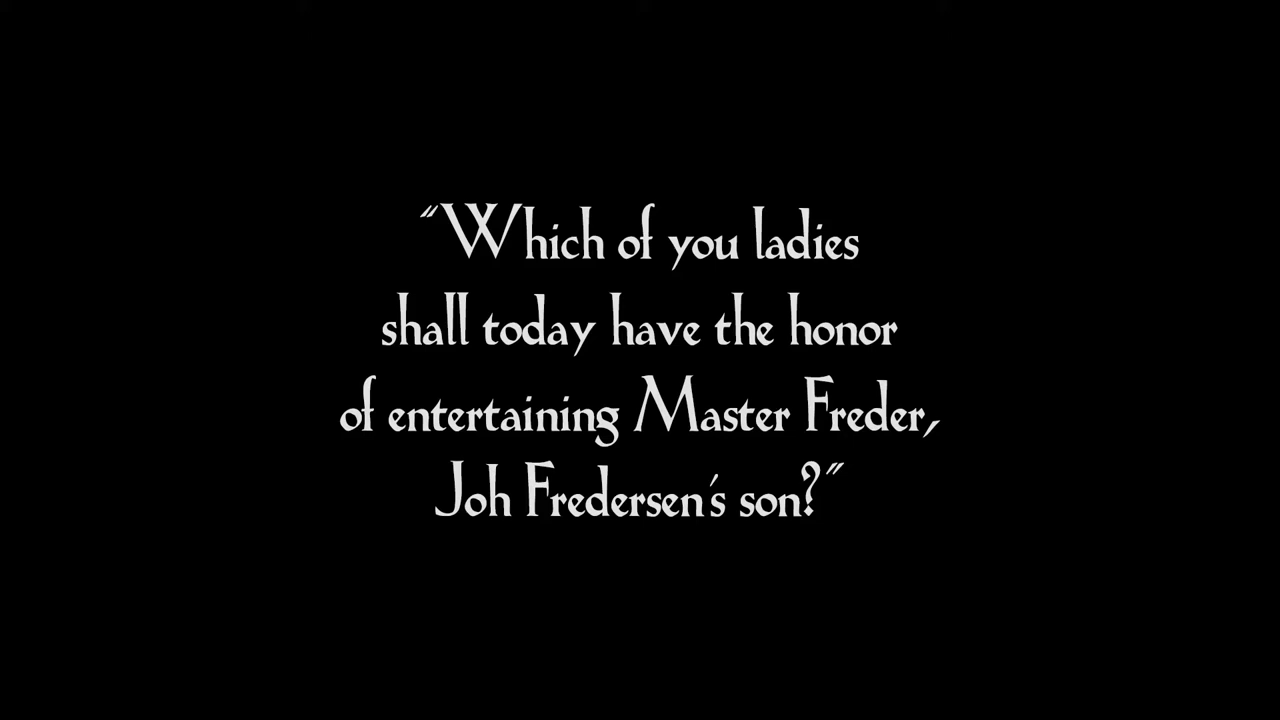 "Which of you ladies
shall today have the honor
of entertaining Master Freder,
Joh Fredersen's son?"